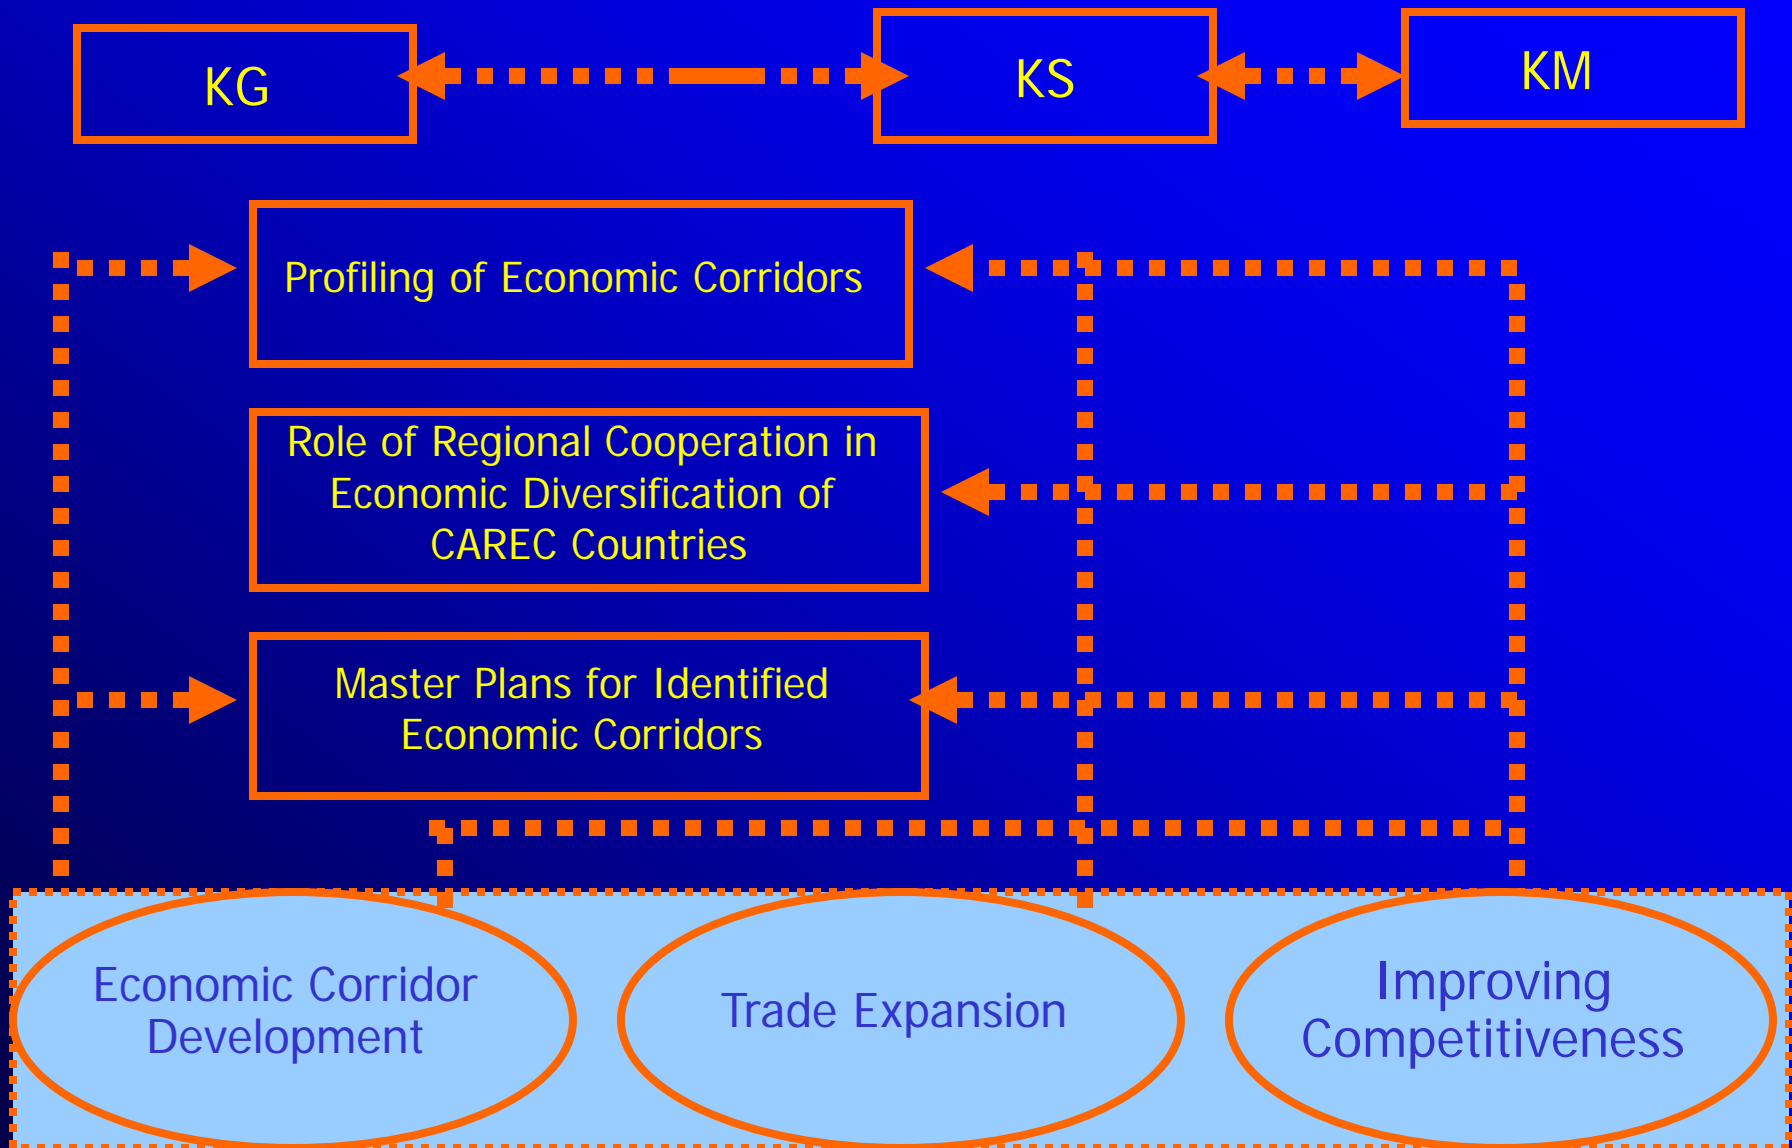 KG
KS
KM
Profiling of Economic Corridors
Role of Regional Cooperation in
Economic Diversification of
CAREC Countries
Master Plans for Identified
Economic Corridors
Economic Corridor
Development
Trade Expansion
Improving
Competitiveness